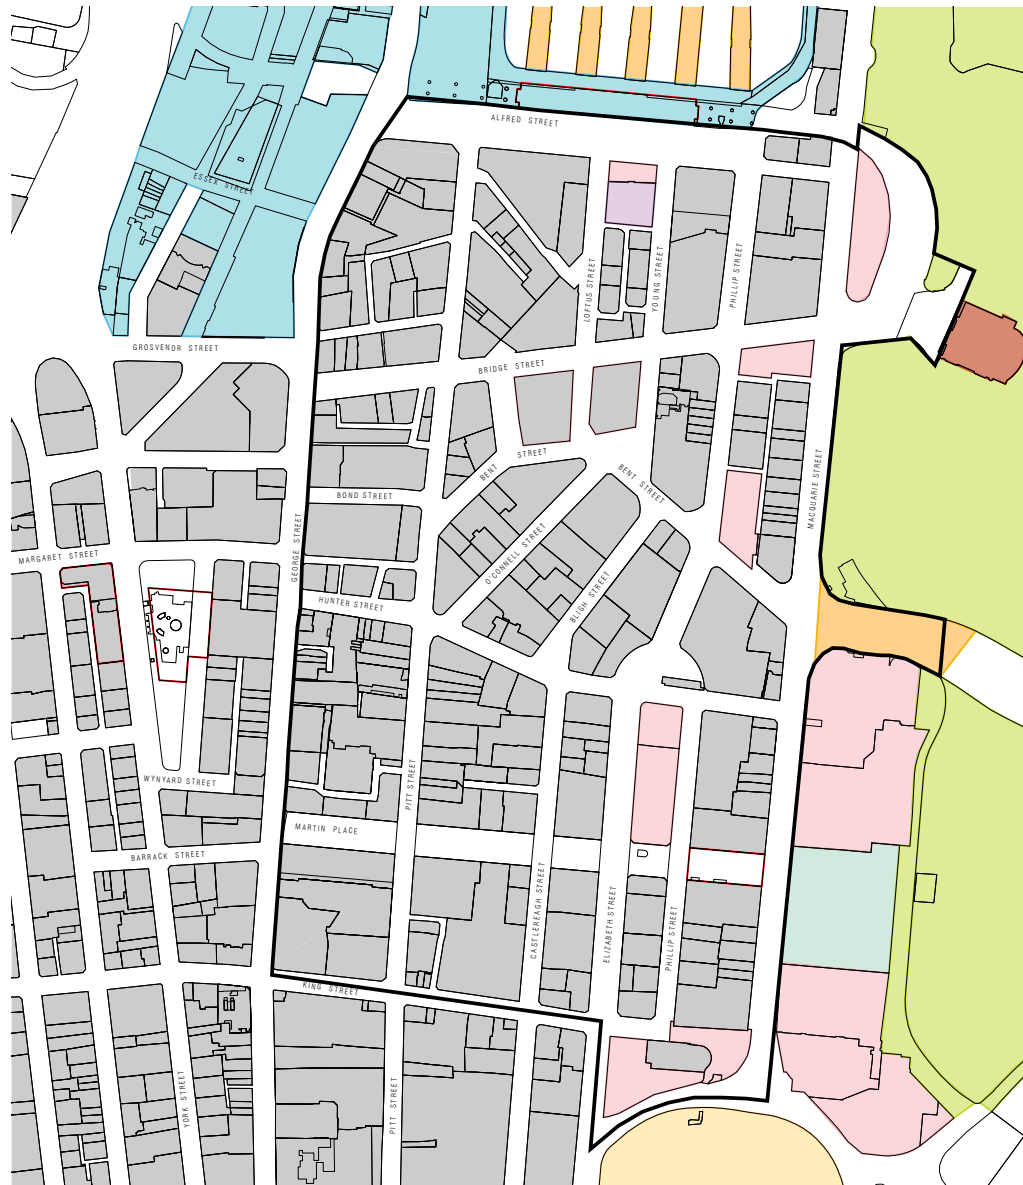 ALFRED STREET
ESSEX STREET
LOFTUS STREET
YOUNG STREET
PHILLIP STREET
GROSVENOR STREET
BRIDGE STREET
BENT
STREET
BENT STREET
MACQUARIE STREET
BOND STREET
GEORGE STREET
O'CONNELL STREET
MARGARET STREET
BLIGH STREET
HUNTER STREET
WYNYARD STREET
PITT STREET
MARTIN PLACE
BARRACK STREET
CASTLEREAGH STREET
ELIZABETH STREET
PHILLIP STREET
KING STREET
YORK STREET
PITT STREET